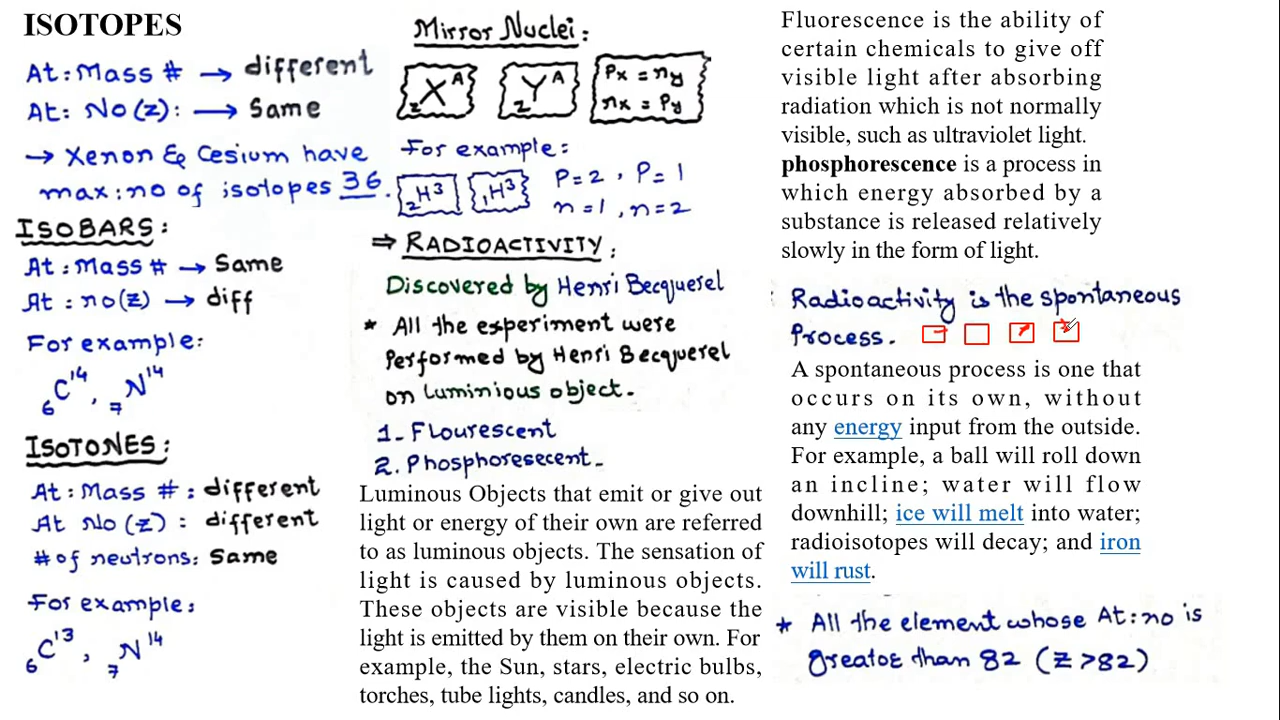 ISOTOPES
At: Mass # → different
At: No(z): → Same
→ Xenon & Cesium have
max: no of isotopes 36.
ISOBARS:
At: Mass # → Same
At: no(z) → diff
For example:
₆C¹⁴, ₇N¹⁴
ISOTONES:
At: Mass #: different
At No(z): different
# of neutrons: Same
For example:
₆C¹³, ₇N¹⁴
Mirror Nuclei:
zXᴬ zYᴬ Px = ny
nx = Py
For example:
₂H³ ₁H³ P=2, P=1
n=1, n=2
⇒ RADIOACTIVITY:
Discovered by Henri Becquerel
* All the experiment were
Performed by Henri Becquerel
on Luminious object.
1. Flourescent
2. Phosphoresecent.
Luminous Objects that emit or give out
light or energy of their own are referred
to as luminous objects. The sensation of
light is caused by luminous objects.
These objects are visible because the
light is emitted by them on their own. For
example, the Sun, stars, electric bulbs,
torches, tube lights, candles, and so on.
Fluorescence is the ability of
certain chemicals to give off
visible light after absorbing
radiation which is not normally
visible, such as ultraviolet light.
phosphorescence is a process in
which energy absorbed by a
substance is released relatively
slowly in the form of light.
Radioactivity is the spontaneous
Process.
A spontaneous process is one that
occurs on its own, without
any energy input from the outside.
For example, a ball will roll down
an incline; water will flow
downhill; ice will melt into water;
radioisotopes will decay; and iron
will rust.
* All the element whose At: no is
greater than 82 (Z >82)